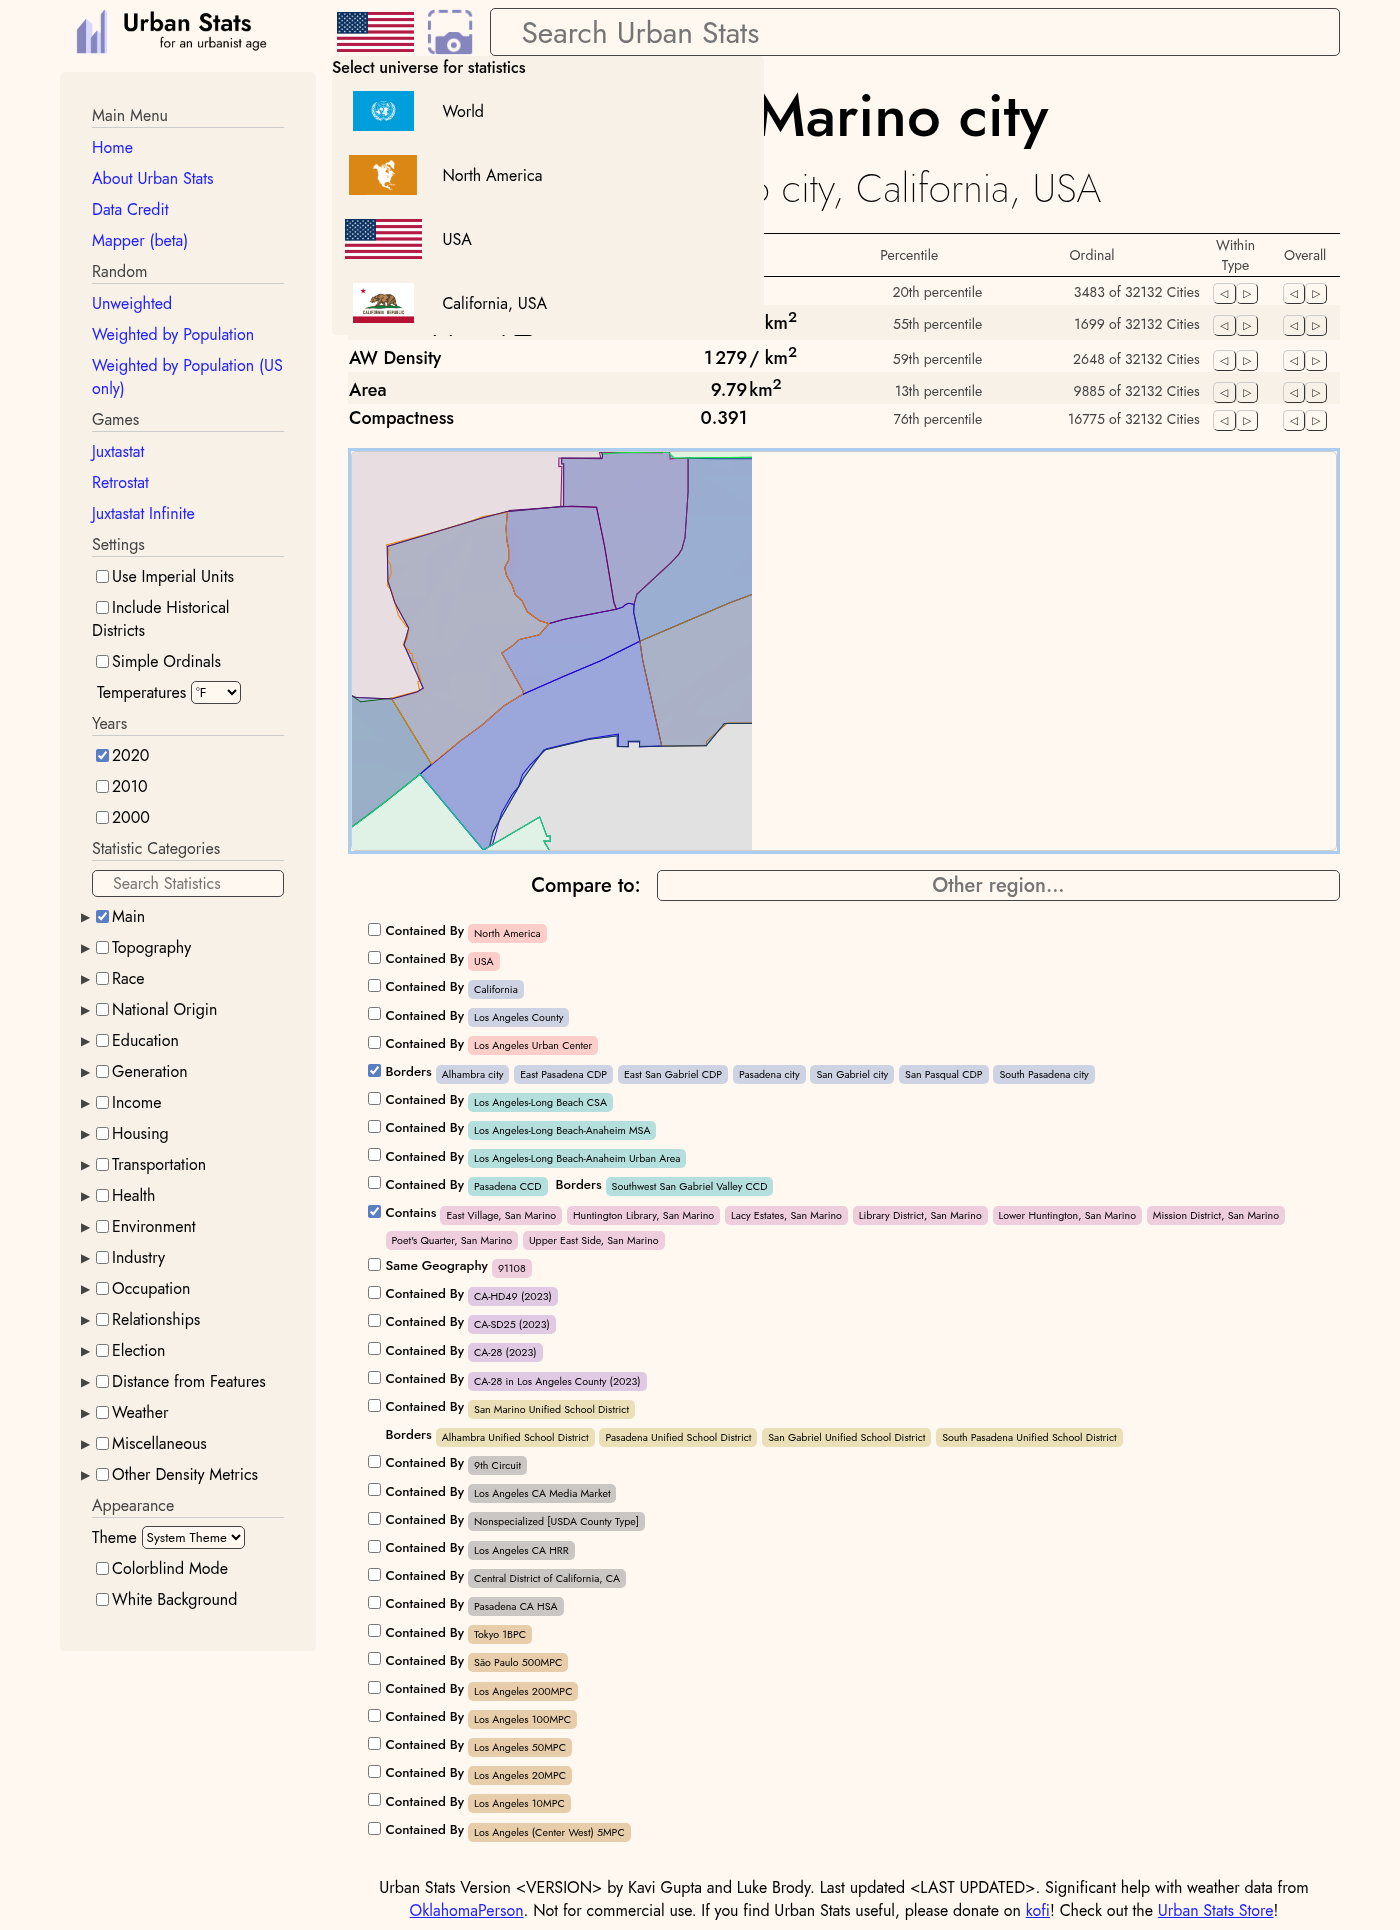 Urban Stats
for an urbanist age
Search Urban Stats
Select universe for statistics
World
North America
USA
California, USA
Marino city
city, California, USA
Percentile Ordinal Within Type Overall
20th percentile 3483 of 32132 Cities
km2 55th percentile 1699 of 32132 Cities
AW Density 1 279 / km2 59th percentile 2648 of 32132 Cities
Area 9.79 km2 13th percentile 9885 of 32132 Cities
Compactness 0.391 76th percentile 16775 of 32132 Cities
Main Menu
Home
About Urban Stats
Data Credit
Mapper (beta)
Random
Unweighted
Weighted by Population
Weighted by Population (US
only)
Games
Juxtastat
Retrostat
Juxtastat Infinite
Settings
Use Imperial Units
Include Historical
Districts
Simple Ordinals
Temperatures °F
Years
2020
2010
2000
Statistic Categories
Search Statistics
Main
Topography
Race
National Origin
Education
Generation
Income
Housing
Transportation
Health
Environment
Industry
Occupation
Relationships
Election
Distance from Features
Weather
Miscellaneous
Other Density Metrics
Appearance
Theme System Theme
Colorblind Mode
White Background
Compare to: Other region...
Contained By North America
Contained By USA
Contained By California
Contained By Los Angeles County
Contained By Los Angeles Urban Center
Borders Alhambra city East Pasadena CDP East San Gabriel CDP Pasadena city San Gabriel city San Pasqual CDP South Pasadena city
Contained By Los Angeles-Long Beach CSA
Contained By Los Angeles-Long Beach-Anaheim MSA
Contained By Los Angeles-Long Beach-Anaheim Urban Area
Contained By Pasadena CCD Borders Southwest San Gabriel Valley CCD
Contains East Village, San Marino Huntington Library, San Marino Lacy Estates, San Marino Library District, San Marino Lower Huntington, San Marino Mission District, San Marino
Poet's Quarter, San Marino Upper East Side, San Marino
Same Geography 91108
Contained By CA-HD49 (2023)
Contained By CA-SD25 (2023)
Contained By CA-28 (2023)
Contained By CA-28 in Los Angeles County (2023)
Contained By San Marino Unified School District
Borders Alhambra Unified School District Pasadena Unified School District San Gabriel Unified School District South Pasadena Unified School District
Contained By 9th Circuit
Contained By Los Angeles CA Media Market
Contained By Nonspecialized [USDA County Type]
Contained By Los Angeles CA HRR
Contained By Central District of California, CA
Contained By Pasadena CA HSA
Contained By Tokyo 1BPC
Contained By São Paulo 500MPC
Contained By Los Angeles 200MPC
Contained By Los Angeles 100MPC
Contained By Los Angeles 50MPC
Contained By Los Angeles 20MPC
Contained By Los Angeles 10MPC
Contained By Los Angeles (Center West) 5MPC
Urban Stats Version <VERSION> by Kavi Gupta and Luke Brody. Last updated <LAST UPDATED>. Significant help with weather data from
OklahomaPerson. Not for commercial use. If you find Urban Stats useful, please donate on kofi! Check out the Urban Stats Store!